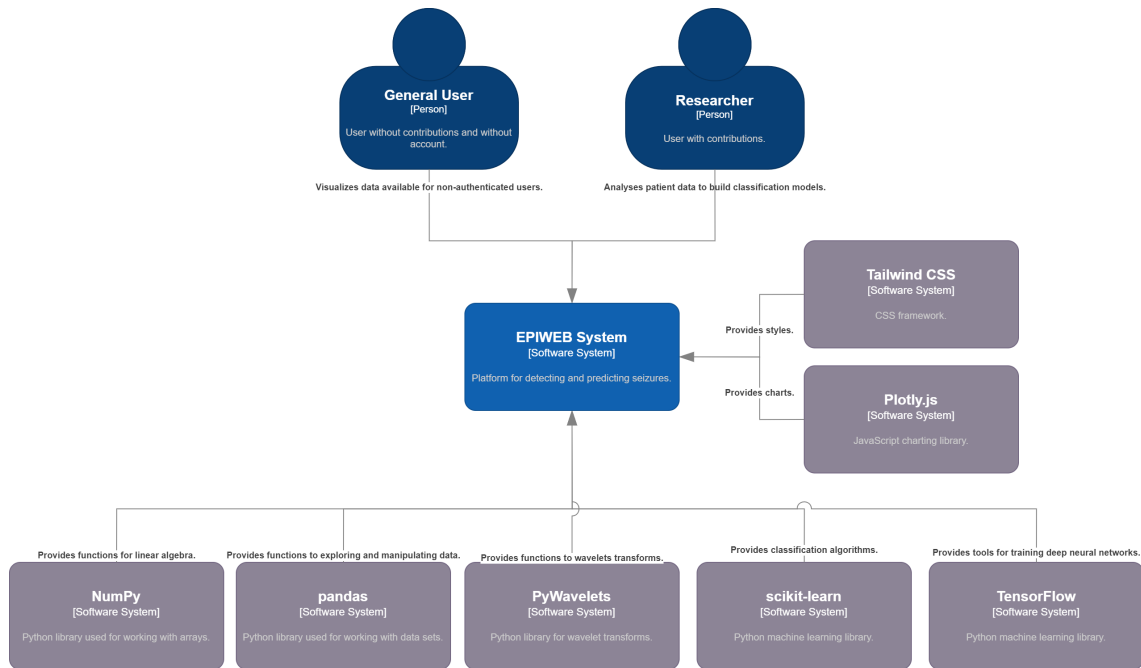 General User
[Person]
User without contributions and without
account.
Researcher
[Person]
User with contributions.
Visualizes data available for non-authenticated users.
Analyses patient data to build classification models.
Tailwind CSS
[Software System]
CSS framework.
EPIWEB System
[Software System]
Platform for detecting and predicting seizures.
Provides styles.
Provides charts.
Plotly.js
[Software System]
JavaScript charting library.
Provides functions for linear algebra.
Provides functions to exploring and manipulating data.
Provides functions to wavelets transforms.
Provides classification algorithms.
Provides tools for training deep neural networks.
NumPy
[Software System]
Python library used for working with arrays.
pandas
[Software System]
Python library used for working with data sets.
PyWavelets
[Software System]
Python library for wavelet transforms.
scikit-learn
[Software System]
Python machine learning library.
TensorFlow
[Software System]
Python machine learning library.